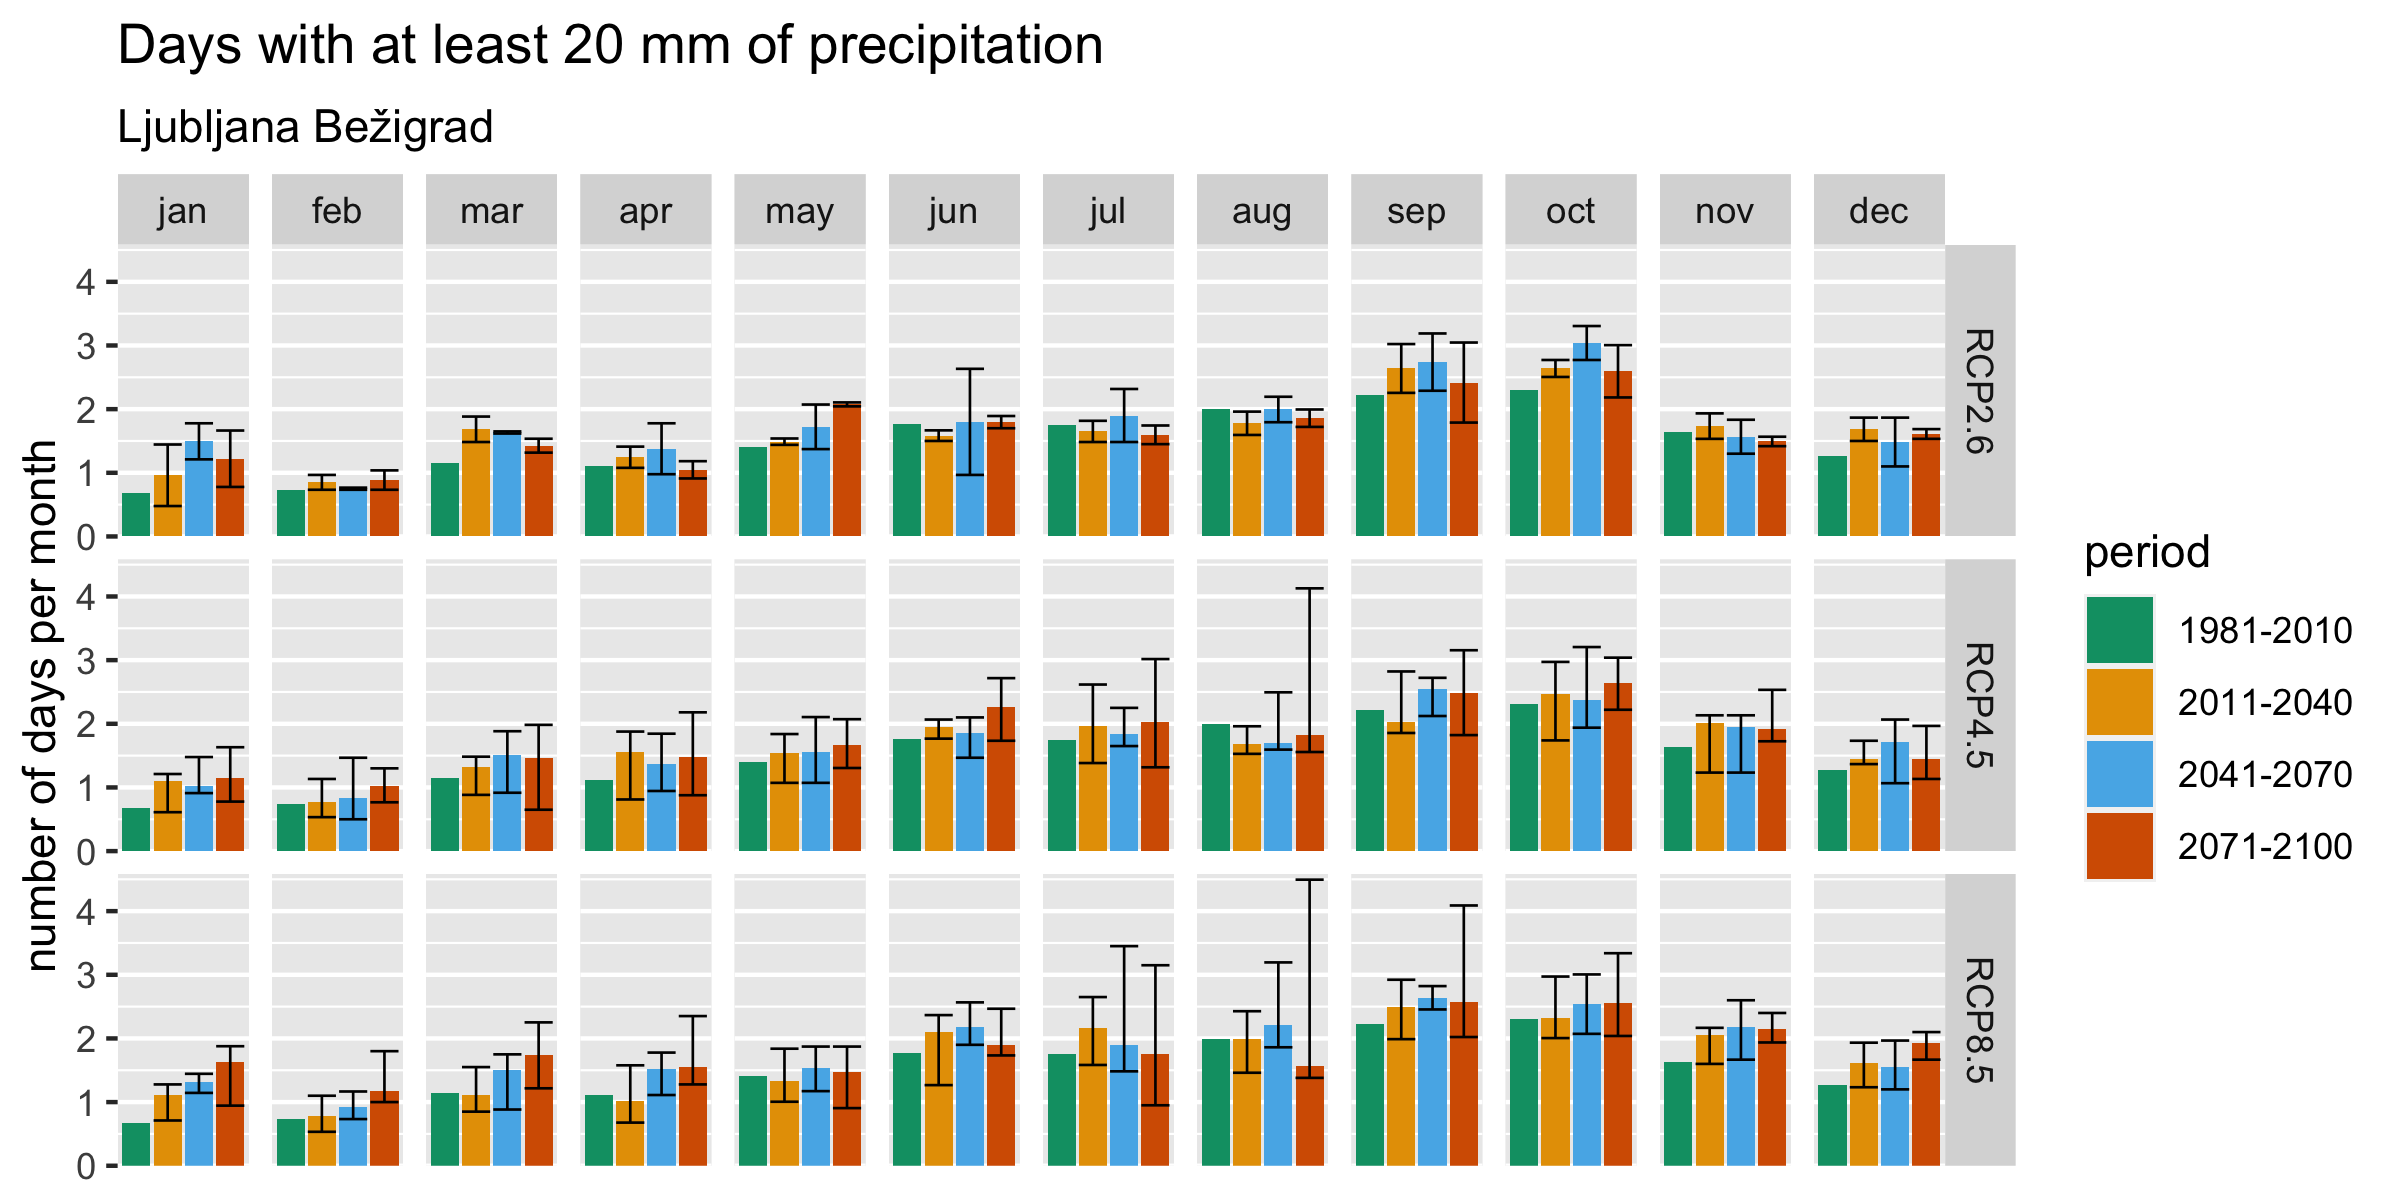 Days with at least 20 mm of precipitation
Ljubljana Bežigrad
jan feb mar apr may jun jul aug sep oct nov dec
number of days per month
4
3
2
1
0
RCP2.6
4
3
2
1
0
RCP4.5
4
3
2
1
0
RCP8.5
period
1981-2010
2011-2040
2041-2070
2071-2100